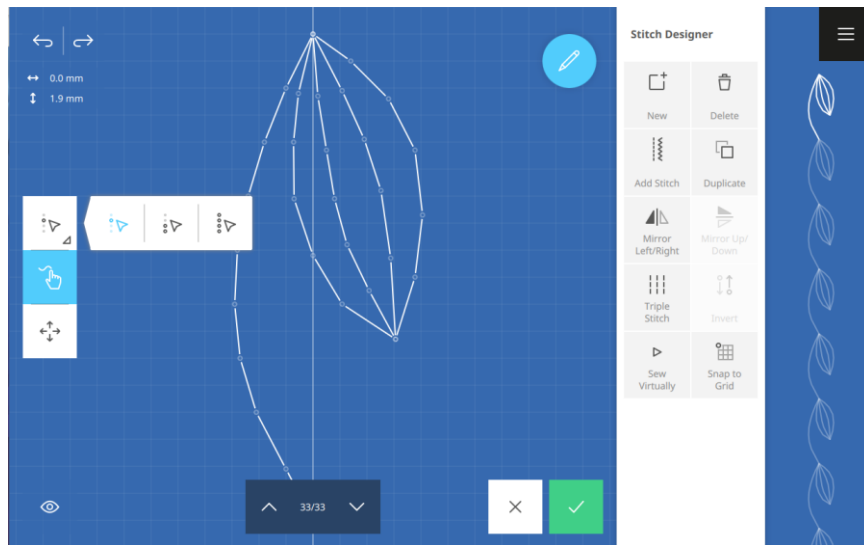 Stitch Designer
0.0 mm
1.9 mm
New
Delete
Add Stitch
Duplicate
Mirror
Left/Right
Mirror Up/
Down
Triple
Stitch
Invert
Sew
Virtually
Snap to
Grid
33/33